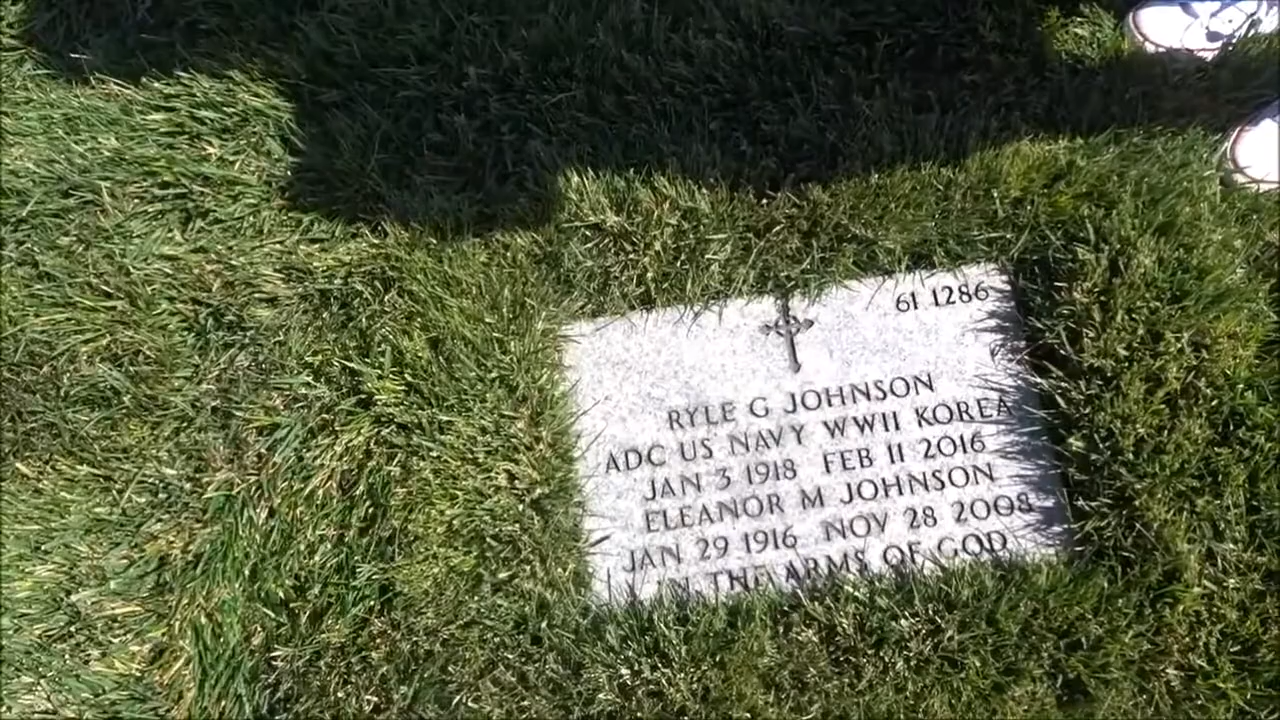 61 1286
RYLE G JOHNSON
ADC US NAVY WWII KOREA
JAN 3 1918 FEB 11 2016
ELEANOR M JOHNSON
JAN 29 1916 NOV 28 2008
IN THE ARMS OF GOD